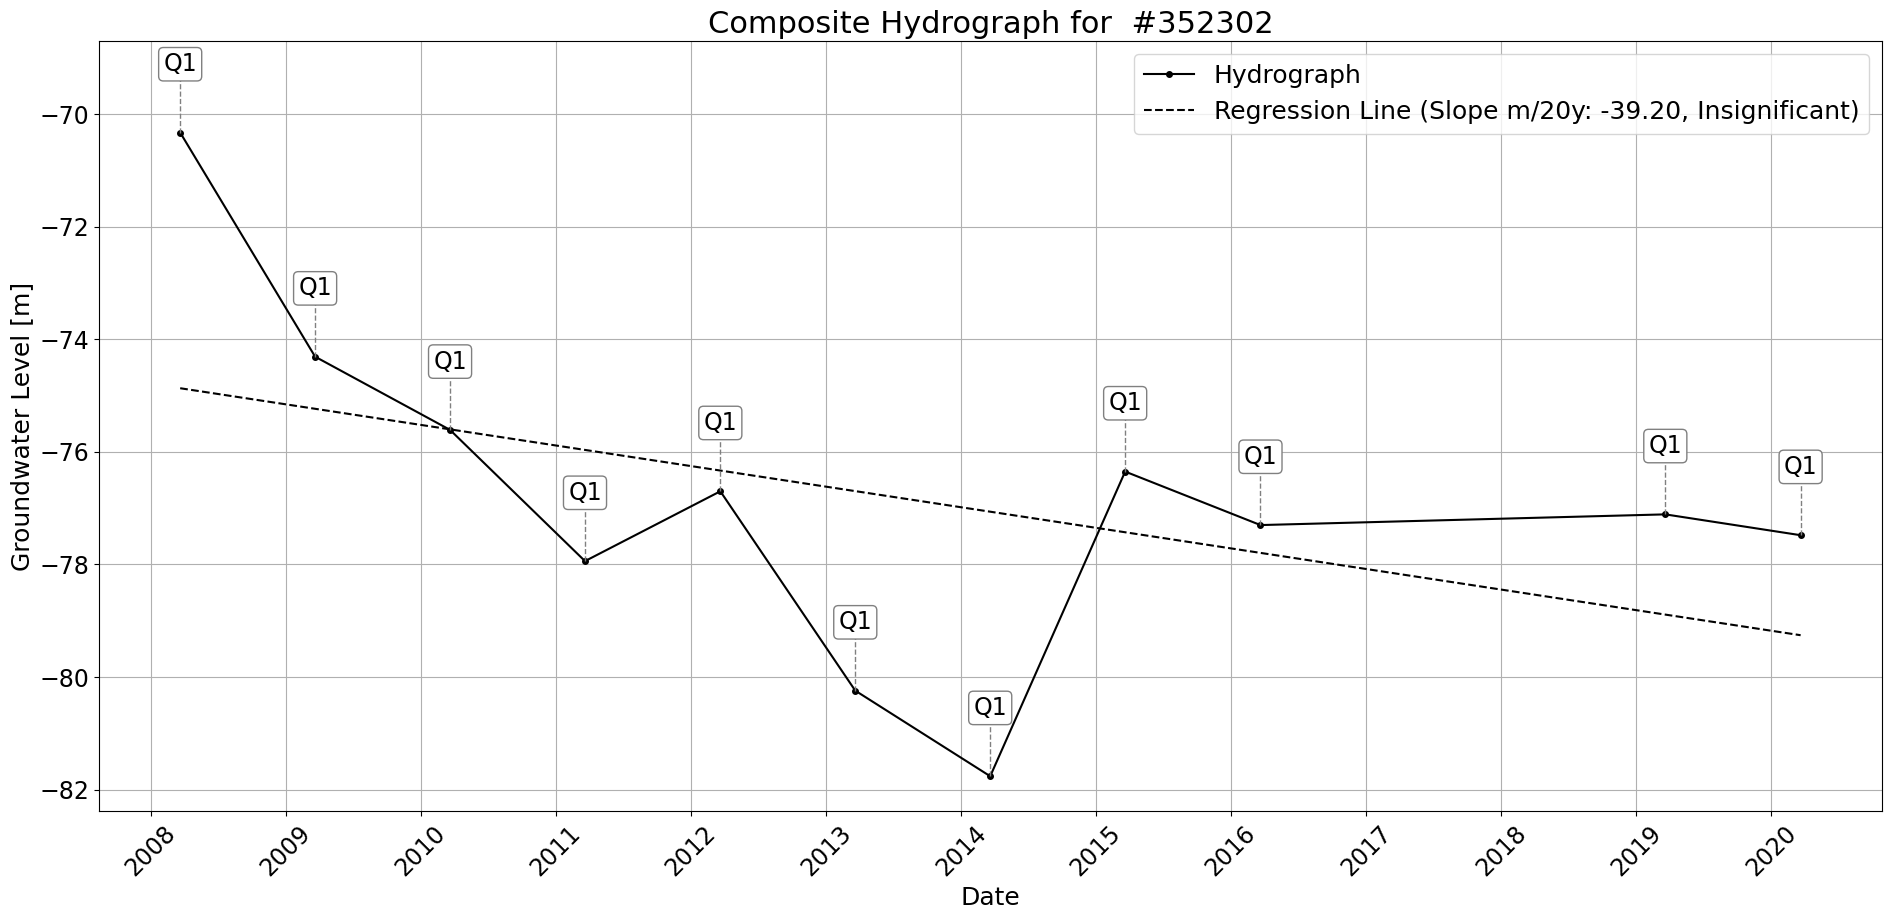 Composite Hydrograph for  #352302
Hydrograph
Regression Line (Slope m/20y: -39.20, Insignificant)
Q1
Q1
Q1
Q1
Q1
Q1
Q1
Q1
Q1
Q1
Q1
Groundwater Level [m]
−70
−72
−74
−76
−78
−80
−82
2008
2009
2010
2011
2012
2013
2014
2015
2016
2017
2018
2019
2020
Date